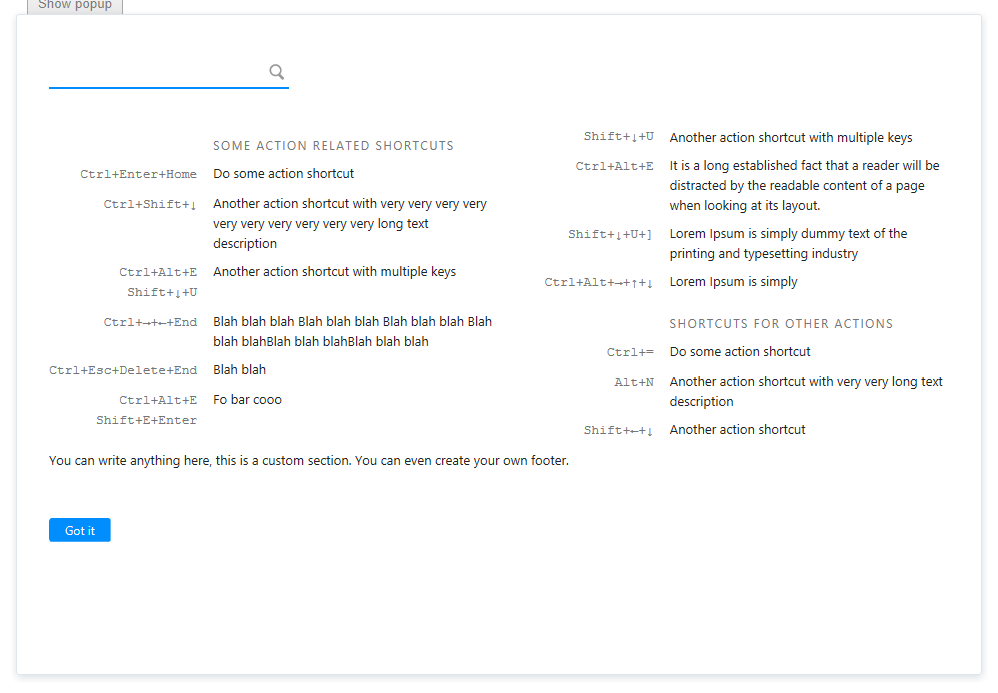 Show popup
SOME ACTION RELATED SHORTCUTS
Ctrl+Enter+Home Do some action shortcut
Ctrl+Shift+↓ Another action shortcut with very very very very
very very very very very very long text
description
Ctrl+Alt+E Another action shortcut with multiple keys
Shift+↓+U
Ctrl+→+←+End Blah blah blah Blah blah blah Blah blah blah Blah
blah blahBlah blah blahBlah blah blah
Ctrl+Esc+Delete+End Blah blah
Ctrl+Alt+E Fo bar cooo
Shift+E+Enter
Shift+↓+U Another action shortcut with multiple keys
Ctrl+Alt+E It is a long established fact that a reader will be
distracted by the readable content of a page
when looking at its layout.
Shift+↓+U+] Lorem Ipsum is simply dummy text of the
printing and typesetting industry
Ctrl+Alt+→+↑+↓ Lorem Ipsum is simply
SHORTCUTS FOR OTHER ACTIONS
Ctrl+= Do some action shortcut
Alt+N Another action shortcut with very very long text
description
Shift+←+↓ Another action shortcut
You can write anything here, this is a custom section. You can even create your own footer.
Got it